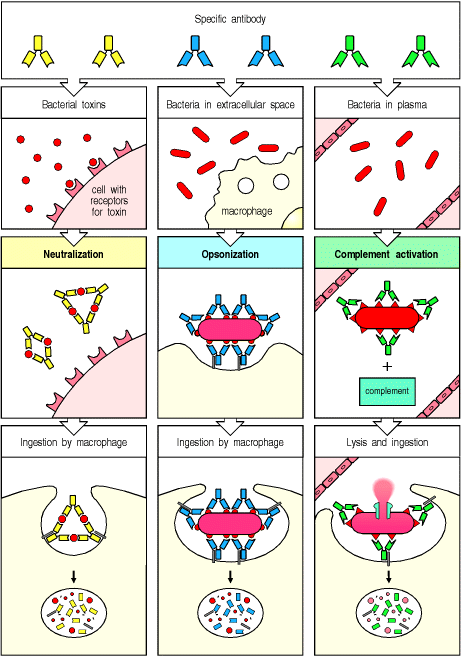 Specific antibody
Bacterial toxins
Bacteria in extracellular space
Bacteria in plasma
cell with
receptors
for toxin
macrophage
Neutralization
Opsonization
Complement activation
+
complement
Ingestion by macrophage
Ingestion by macrophage
Lysis and ingestion